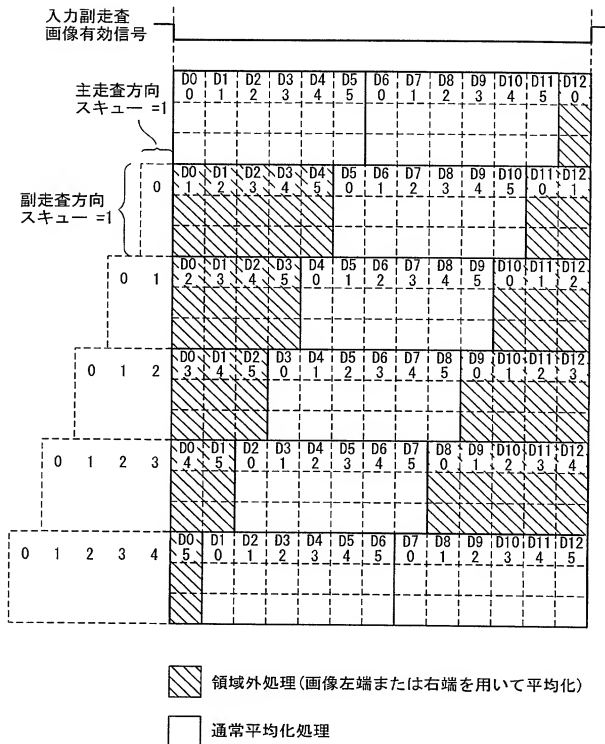 入力副走査
画像有効信号
主走査方向
スキュー =1
D0 D1 D2 D3 D4 D5 D6 D7 D8 D9 D10 D11 D12
0 1 2 3 4 5 0 1 2 3 4 5 0
副走査方向
スキュー =1
D0 D1 D2 D3 D4 D5 D6 D7 D8 D9 D10 D11 D12
0 1 2 3 4 5 0 1 2 3 4 5 0 1
D0 D1 D2 D3 D4 D5 D6 D7 D8 D9 D10 D11 D12
0 1 2 3 4 5 0 1 2 3 4 5 0 1 2
D0 D1 D2 D3 D4 D5 D6 D7 D8 D9 D10 D11 D12
0 1 2 3 4 5 0 1 2 3 4 5 0 1 2 3
D0 D1 D2 D3 D4 D5 D6 D7 D8 D9 D10 D11 D12
0 1 2 3 4 5 0 1 2 3 4 5 0 1 2 3 4
D0 D1 D2 D3 D4 D5 D6 D7 D8 D9 D10 D11 D12
0 1 2 3 4 5 0 1 2 3 4 5 0 1 2 3 4 5
領域外処理(画像左端または右端を用いて平均化)
通常平均化処理